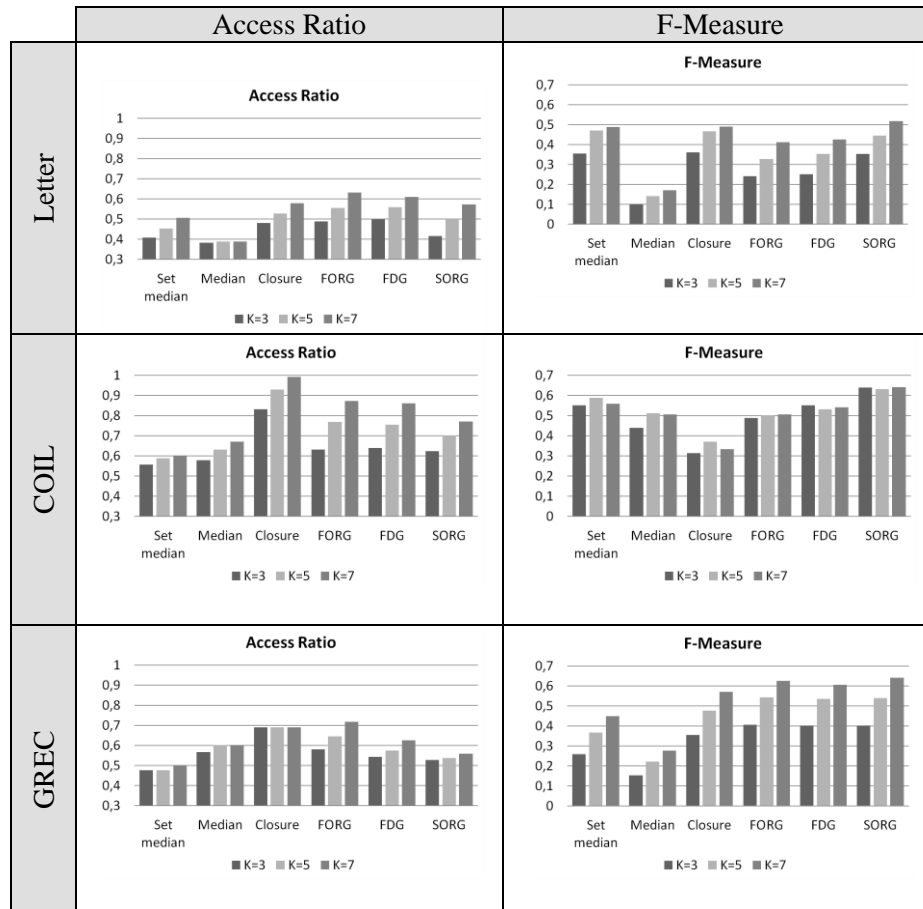 Access Ratio F-Measure
Letter
Access Ratio
1
0,9
0,8
0,7
0,6
0,5
0,4
0,3
Set median Median Closure FORG FDG SORG
K=3 K=5 K=7
F-Measure
0,7
0,6
0,5
0,4
0,3
0,2
0,1
0
Set median Median Closure FORG FDG SORG
K=3 K=5 K=7
COIL
Access Ratio
1
0,9
0,8
0,7
0,6
0,5
0,4
0,3
Set median Median Closure FORG FDG SORG
K=3 K=5 K=7
F-Measure
0,7
0,6
0,5
0,4
0,3
0,2
0,1
0
Set median Median Closure FORG FDG SORG
K=3 K=5 K=7
GREC
Access Ratio
1
0,9
0,8
0,7
0,6
0,5
0,4
0,3
Set median Median Closure FORG FDG SORG
K=3 K=5 K=7
F-Measure
0,7
0,6
0,5
0,4
0,3
0,2
0,1
0
Set median Median Closure FORG FDG SORG
K=3 K=5 K=7